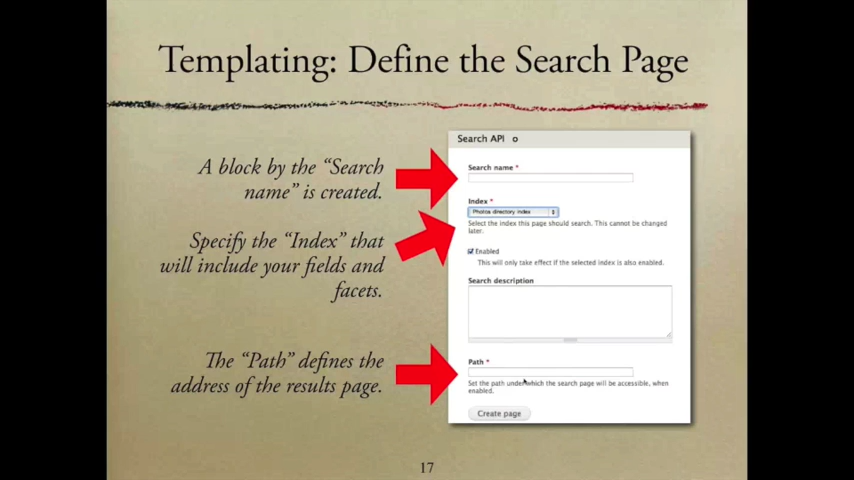 Templating: Define the Search Page
A block by the “Search
name” is created.
Specify the “Index” that
will include your fields and
facets.
The “Path” defines the
address of the results page.
Search API
Search name *
Index *
Photos directory index
Select the index this page should search. This cannot be changed
later.
Enabled
This will only take effect if the selected index is also enabled.
Search description
Path *
Set the path under which the search page will be accessible, when
enabled.
Create page
17